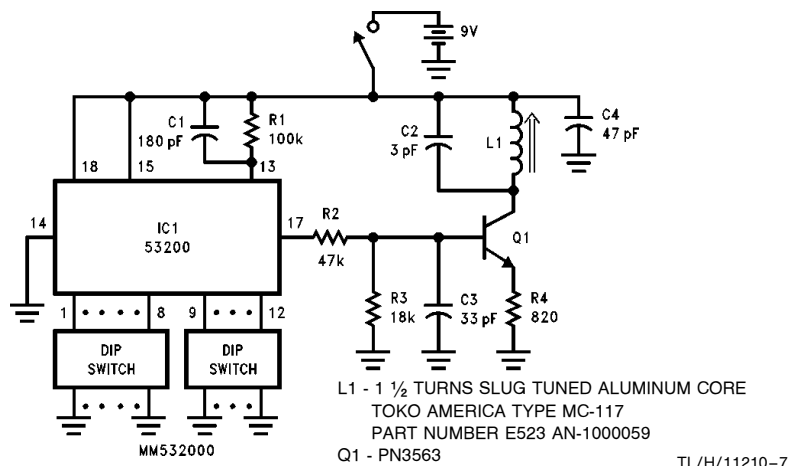 9V
C1
180 pF
R1
100k
C2
3 pF
L1
C4
47 pF
18
15
13
14
IC1
53200
17
R2
47k
Q1
R3
18k
C3
33 pF
R4
820
1
8
9
12
DIP
SWITCH
DIP
SWITCH
MM532000
L1 - 1 ½ TURNS SLUG TUNED ALUMINUM CORE
TOKO AMERICA TYPE MC-117
PART NUMBER E523 AN-1000059
Q1 - PN3563
TL/H/11210–7